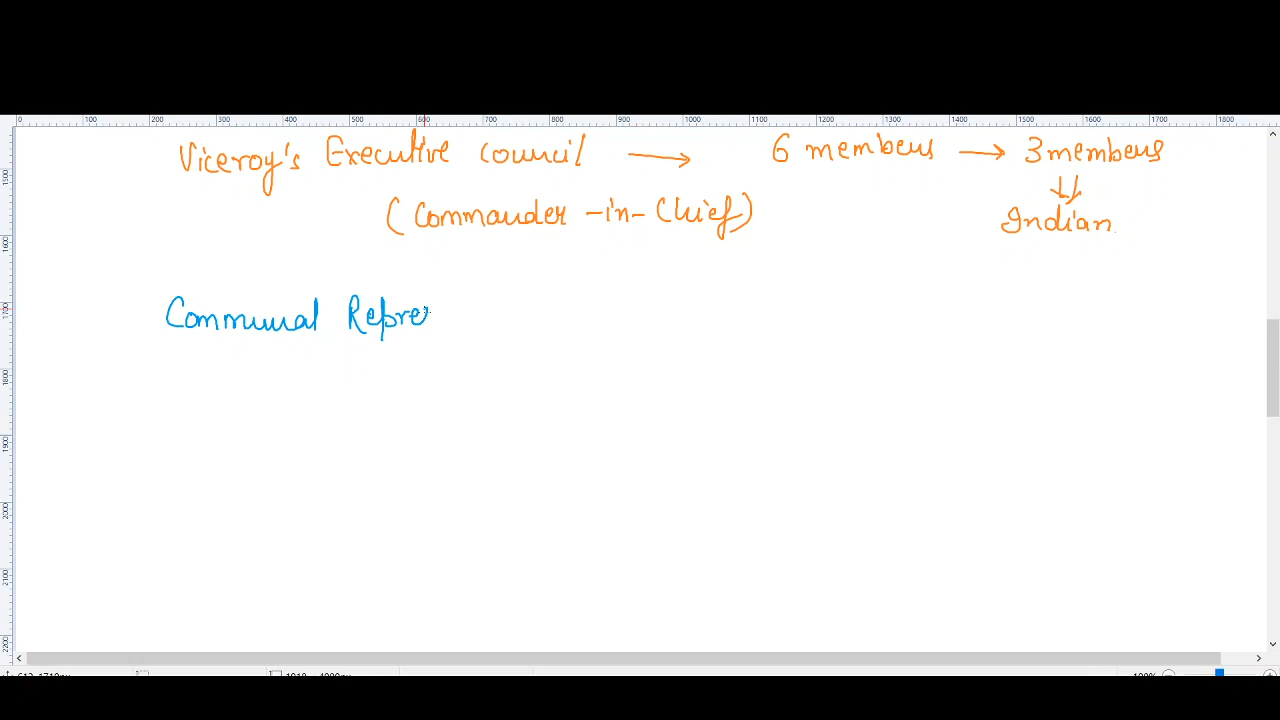 Viceroy's Executive Council → 6 members → 3 members
(Commander-in-Chief) Indian
Communal Repre